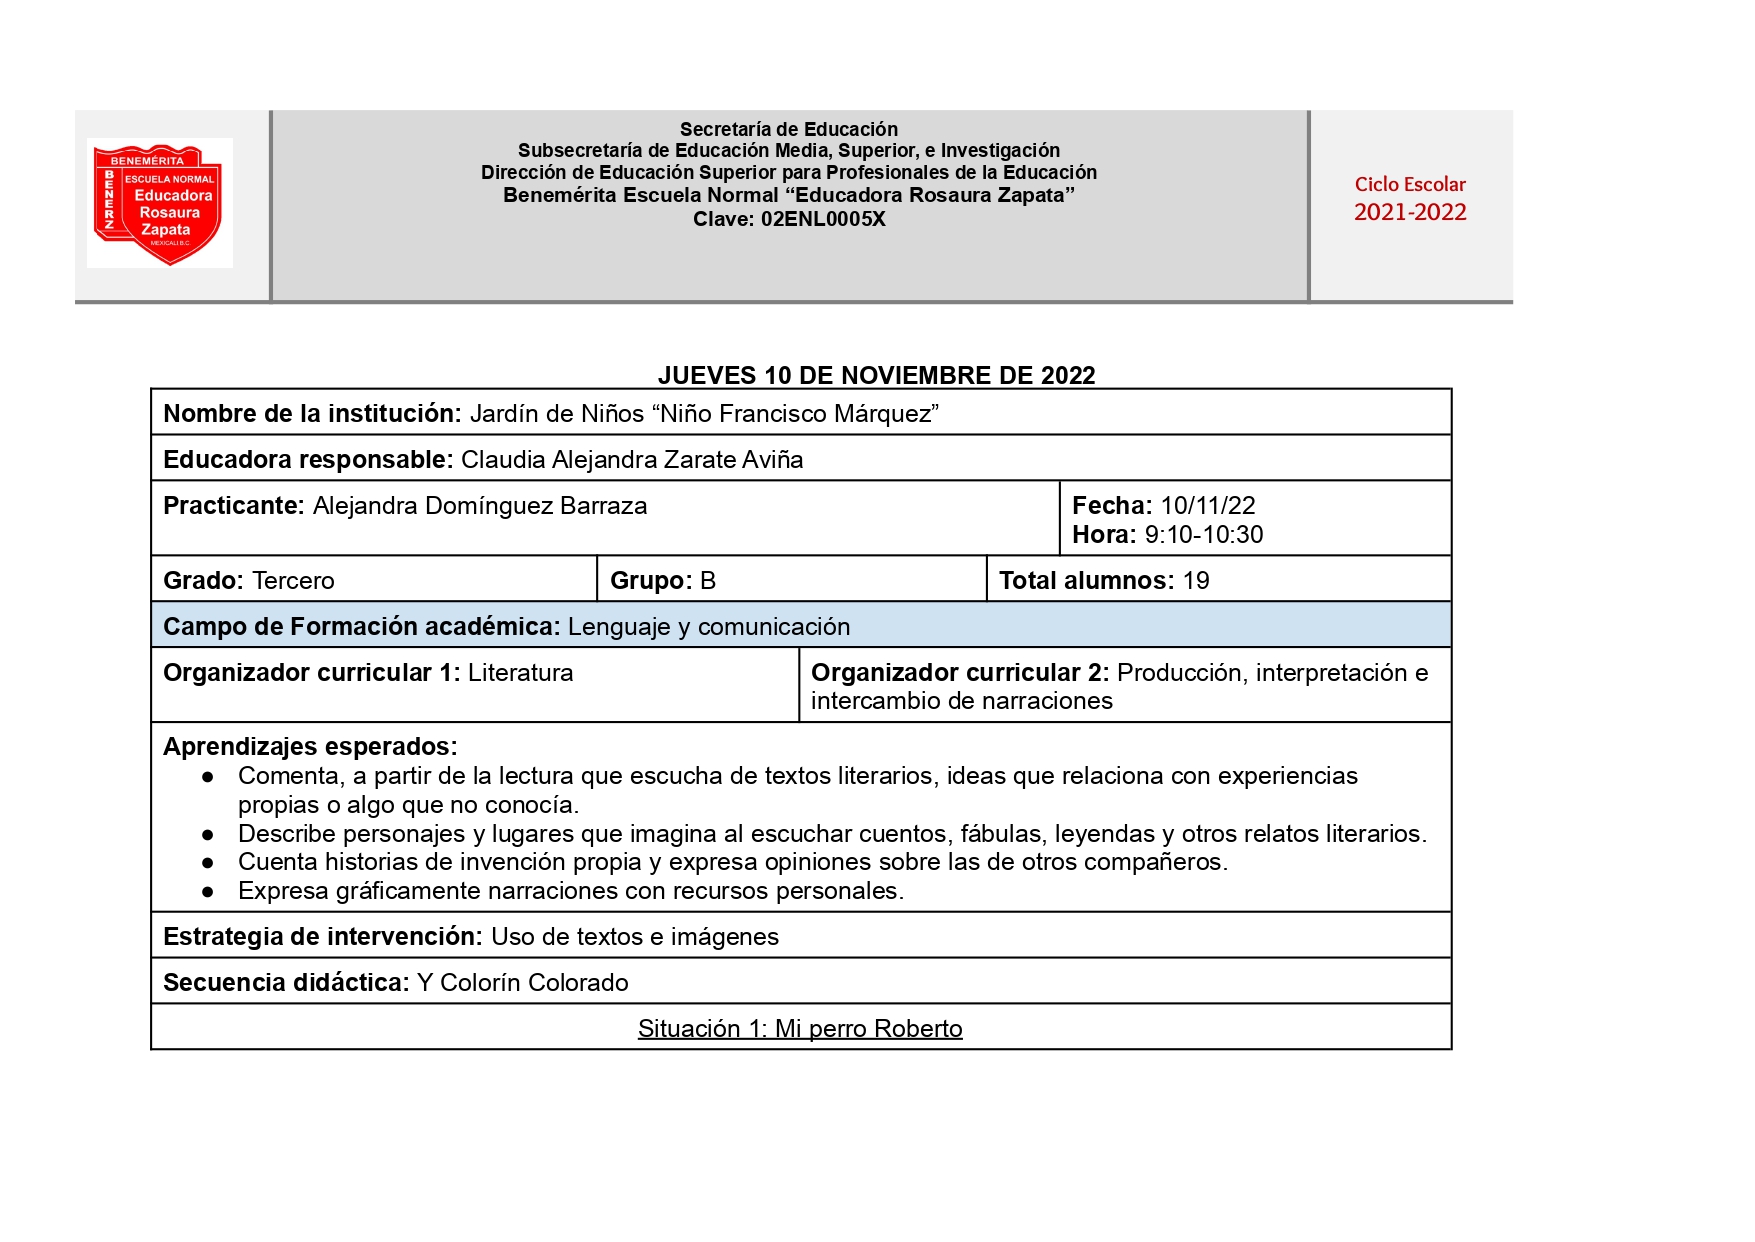 BENEMÉRITA
BENERZ
ESCUELA NORMAL
Educadora
Rosaura
Zapata
MEXICALI B.C.
Secretaría de Educación
Subsecretaría de Educación Media, Superior, e Investigación
Dirección de Educación Superior para Profesionales de la Educación
Benemérita Escuela Normal “Educadora Rosaura Zapata”
Clave: 02ENL0005X
Ciclo Escolar
2021-2022
JUEVES 10 DE NOVIEMBRE DE 2022
Nombre de la institución: Jardín de Niños “Niño Francisco Márquez”
Educadora responsable: Claudia Alejandra Zarate Aviña
Practicante: Alejandra Domínguez Barraza
Fecha: 10/11/22
Hora: 9:10-10:30
Grado: Tercero
Grupo: B
Total alumnos: 19
Campo de Formación académica: Lenguaje y comunicación
Organizador curricular 1: Literatura
Organizador curricular 2: Producción, interpretación e
intercambio de narraciones
Aprendizajes esperados:
● Comenta, a partir de la lectura que escucha de textos literarios, ideas que relaciona con experiencias
propias o algo que no conocía.
● Describe personajes y lugares que imagina al escuchar cuentos, fábulas, leyendas y otros relatos literarios.
● Cuenta historias de invención propia y expresa opiniones sobre las de otros compañeros.
● Expresa gráficamente narraciones con recursos personales.
Estrategia de intervención: Uso de textos e imágenes
Secuencia didáctica: Y Colorín Colorado
Situación 1: Mi perro Roberto